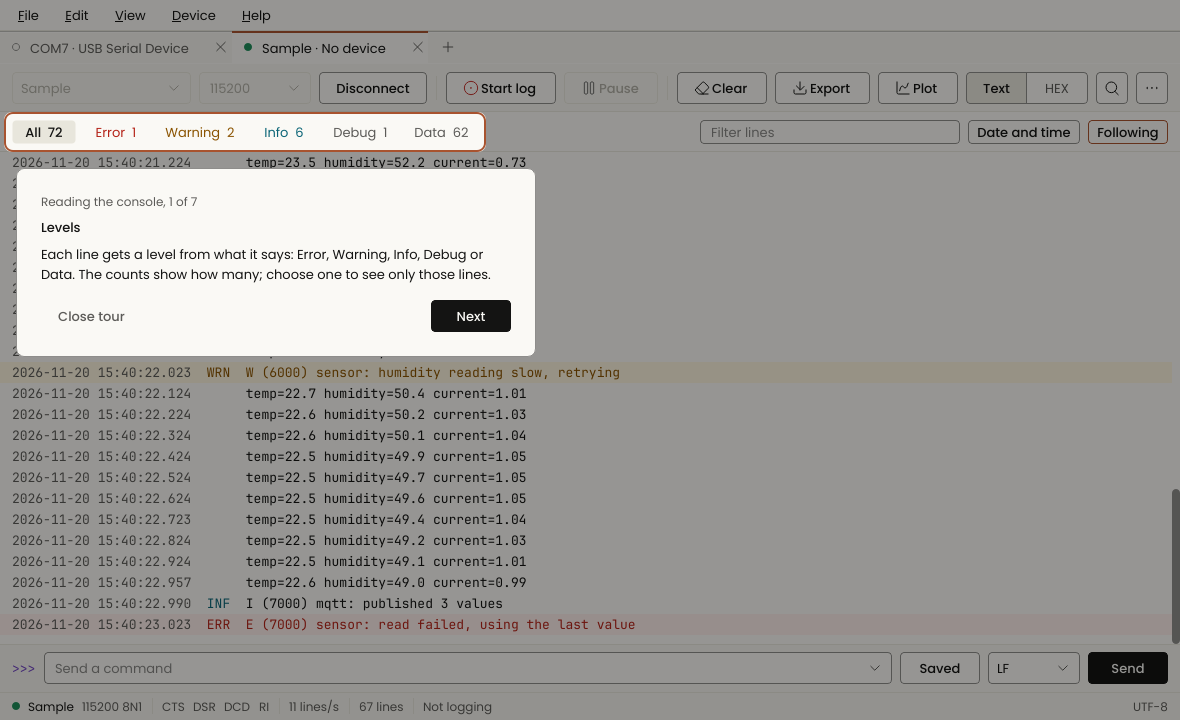 File Edit View Device Help
COM7 · USB Serial Device Sample · No device
Sample 115200 Disconnect Start log Pause Clear Export Plot Text HEX ...
All 72 Error 1 Warning 2 Info 6 Debug 1 Data 62 Filter lines Date and time Following
2026-11-20 15:40:21.224 temp=23.5 humidity=52.2 current=0.73
Reading the console, 1 of 7
Levels
Each line gets a level from what it says: Error, Warning, Info, Debug or
Data. The counts show how many; choose one to see only those lines.
Close tour Next
2026-11-20 15:40:22.023 WRN W (6000) sensor: humidity reading slow, retrying
2026-11-20 15:40:22.124 temp=22.7 humidity=50.4 current=1.01
2026-11-20 15:40:22.224 temp=22.6 humidity=50.2 current=1.03
2026-11-20 15:40:22.324 temp=22.6 humidity=50.1 current=1.04
2026-11-20 15:40:22.424 temp=22.5 humidity=49.9 current=1.05
2026-11-20 15:40:22.524 temp=22.5 humidity=49.7 current=1.05
2026-11-20 15:40:22.624 temp=22.5 humidity=49.6 current=1.05
2026-11-20 15:40:22.723 temp=22.5 humidity=49.4 current=1.04
2026-11-20 15:40:22.824 temp=22.5 humidity=49.2 current=1.03
2026-11-20 15:40:22.924 temp=22.5 humidity=49.1 current=1.01
2026-11-20 15:40:22.957 temp=22.6 humidity=49.0 current=0.99
2026-11-20 15:40:22.990 INF I (7000) mqtt: published 3 values
2026-11-20 15:40:23.023 ERR E (7000) sensor: read failed, using the last value
>>> Send a command Saved LF Send
Sample 115200 8N1 CTS DSR DCD RI 11 lines/s 67 lines Not logging UTF-8